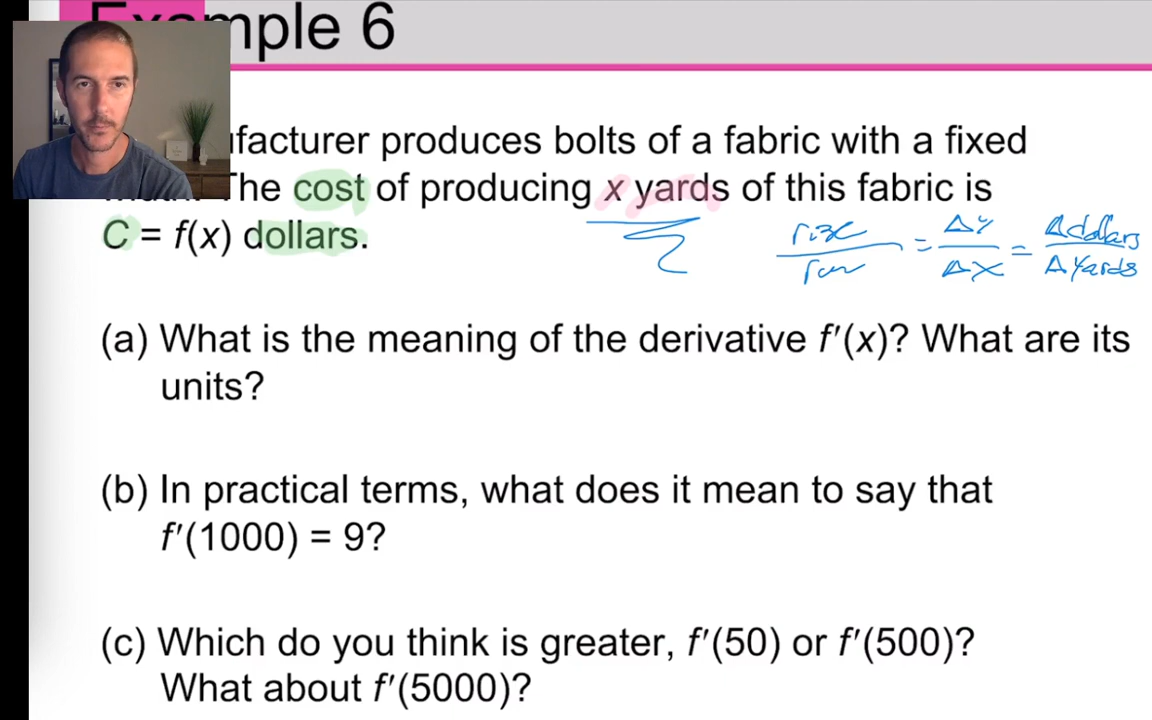 Example 6
ufacturer produces bolts of a fabric with a fixed
The cost of producing x yards of this fabric is
C = f(x) dollars.
rise/run = Δy/Δx = Δdollars/Δyards
(a) What is the meaning of the derivative f′(x)? What are its
units?
(b) In practical terms, what does it mean to say that
f′(1000) = 9?
(c) Which do you think is greater, f′(50) or f′(500)?
What about f′(5000)?